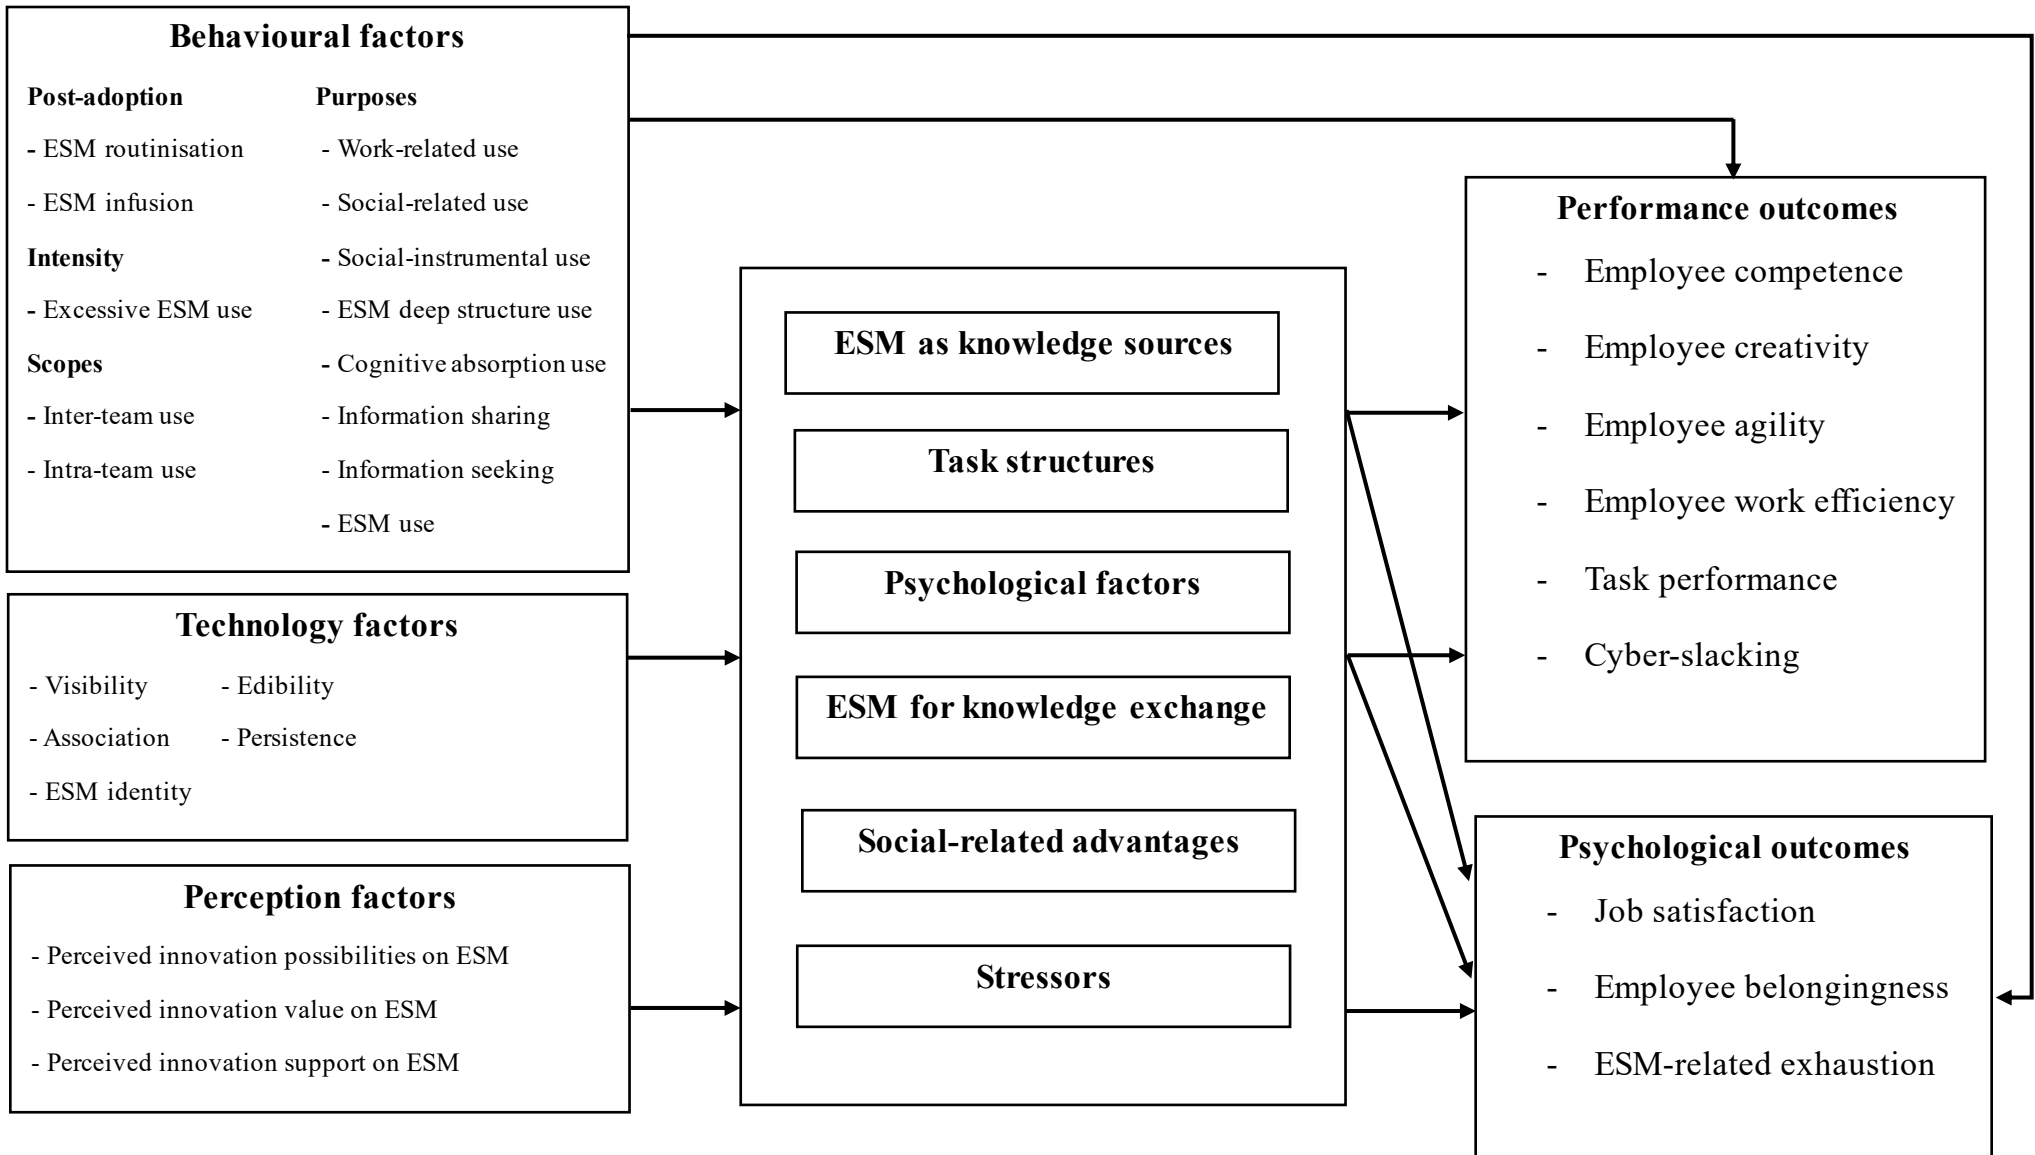 Behavioural factors
Post-adoption
- ESM routinisation
- ESM infusion
Intensity
- Excessive ESM use
Scopes
- Inter-team use
- Intra-team use
Purposes
- Work-related use
- Social-related use
- Social-instrumental use
- ESM deep structure use
- Cognitive absorption use
- Information sharing
- Information seeking
- ESM use
Technology factors
- Visibility
- Association
- ESM identity
- Edibility
- Persistence
Perception factors
- Perceived innovation possibilities on ESM
- Perceived innovation value on ESM
- Perceived innovation support on ESM
ESM as knowledge sources
Task structures
Psychological factors
ESM for knowledge exchange
Social-related advantages
Stressors
Performance outcomes
- Employee competence
- Employee creativity
- Employee agility
- Employee work efficiency
- Task performance
- Cyber-slacking
Psychological outcomes
- Job satisfaction
- Employee belongingness
- ESM-related exhaustion